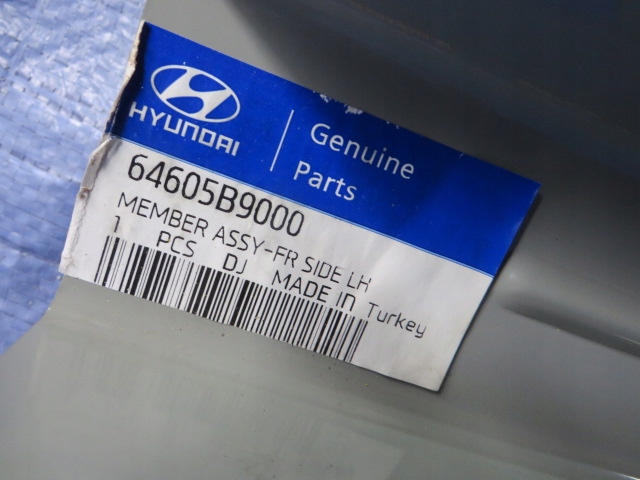 HYUNDAI
Genuine
Parts
64605B9000
MEMBER ASSY-FR SIDE LH
1 PCS DJ MADE IN Turkey